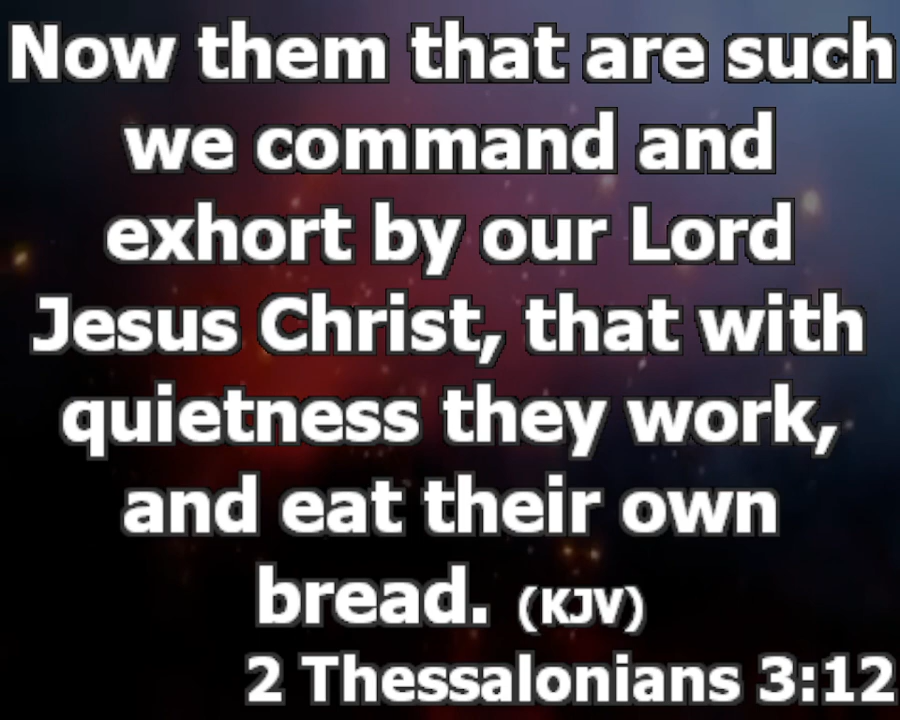 Now them that are such
we command and
exhort by our Lord
Jesus Christ, that with
quietness they work,
and eat their own
bread. (KJV)
2 Thessalonians 3:12